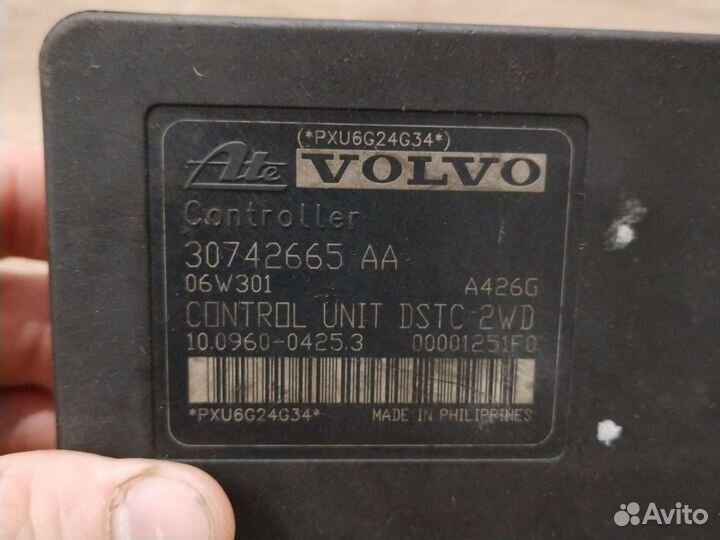 (*PXU6G24G34*)
Ate VOLVO
Controller
30742665 AA
06W301 A426G
CONTROL UNIT DSTC 2WD
10.0960-0425.3 00001251F0
*PXU6G24G34* MADE IN PHILIPPINES
Avito